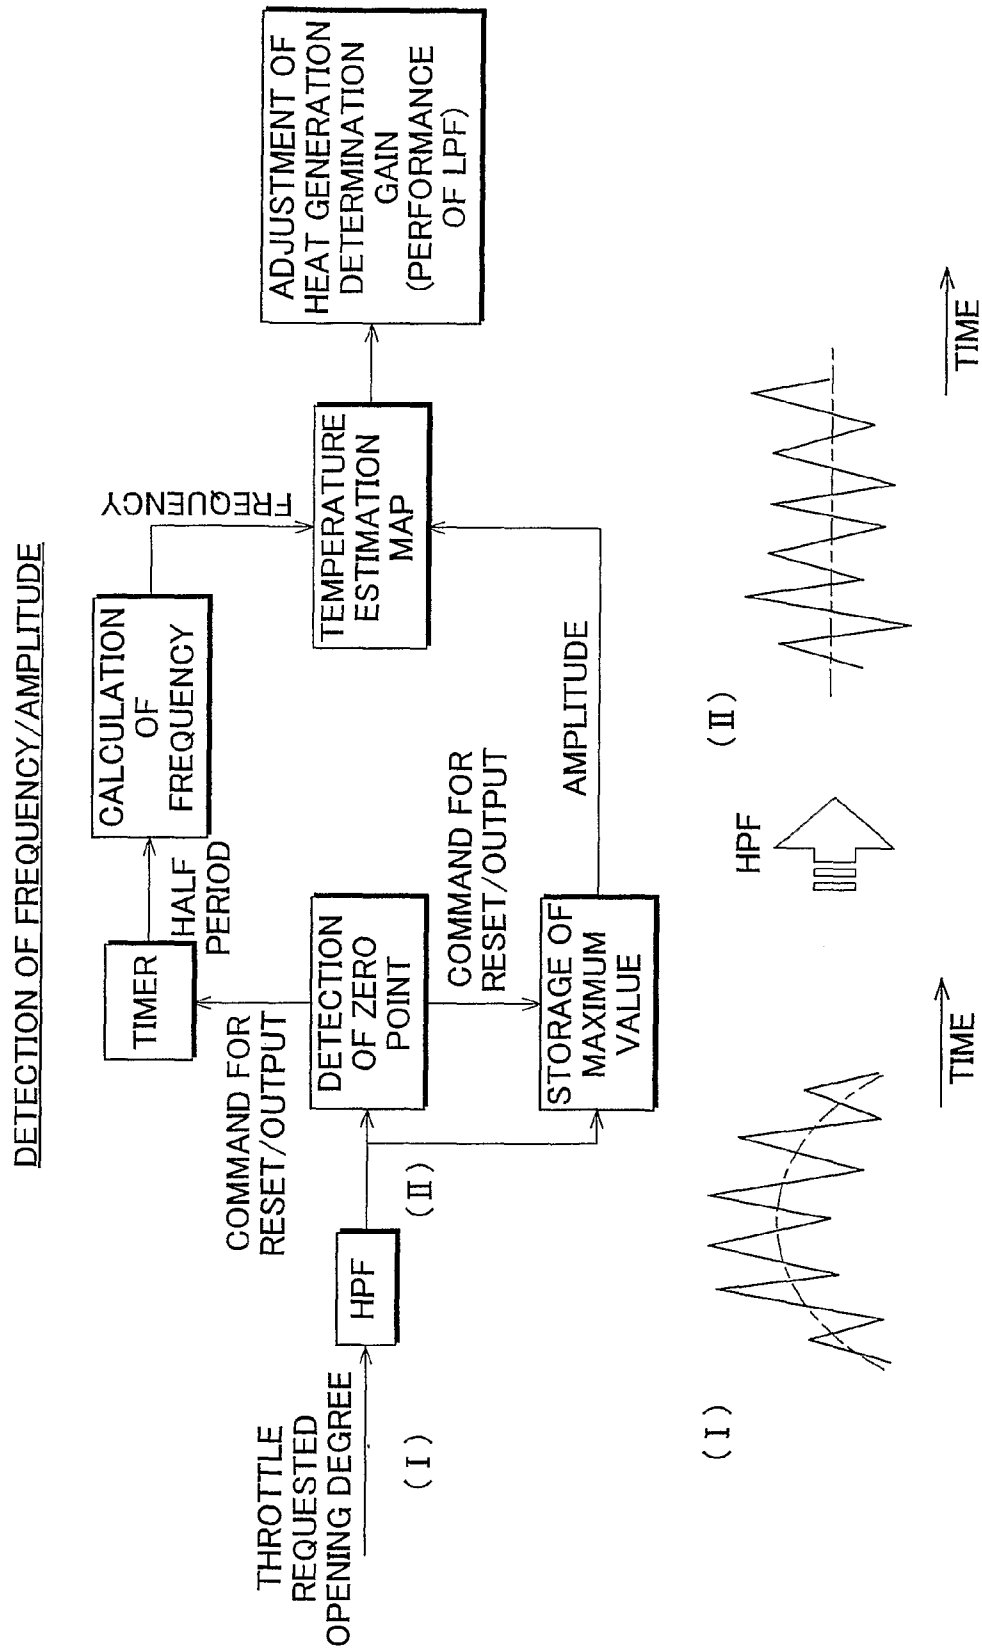 DETECTION OF FREQUENCY/AMPLITUDE
THROTTLE
REQUESTED
OPENING DEGREE
(I)
HPF
(II)
COMMAND FOR
RESET/OUTPUT
TIMER
HALF
PERIOD
CALCULATION
OF
FREQUENCY
FREQUENCY
DETECTION
OF ZERO
POINT
COMMAND FOR
RESET/OUTPUT
STORAGE OF
MAXIMUM
VALUE
AMPLITUDE
TEMPERATURE
ESTIMATION
MAP
ADJUSTMENT OF
HEAT GENERATION
DETERMINATION
GAIN
(PERFORMANCE
OF LPF)
(I)
TIME
HPF
(II)
TIME